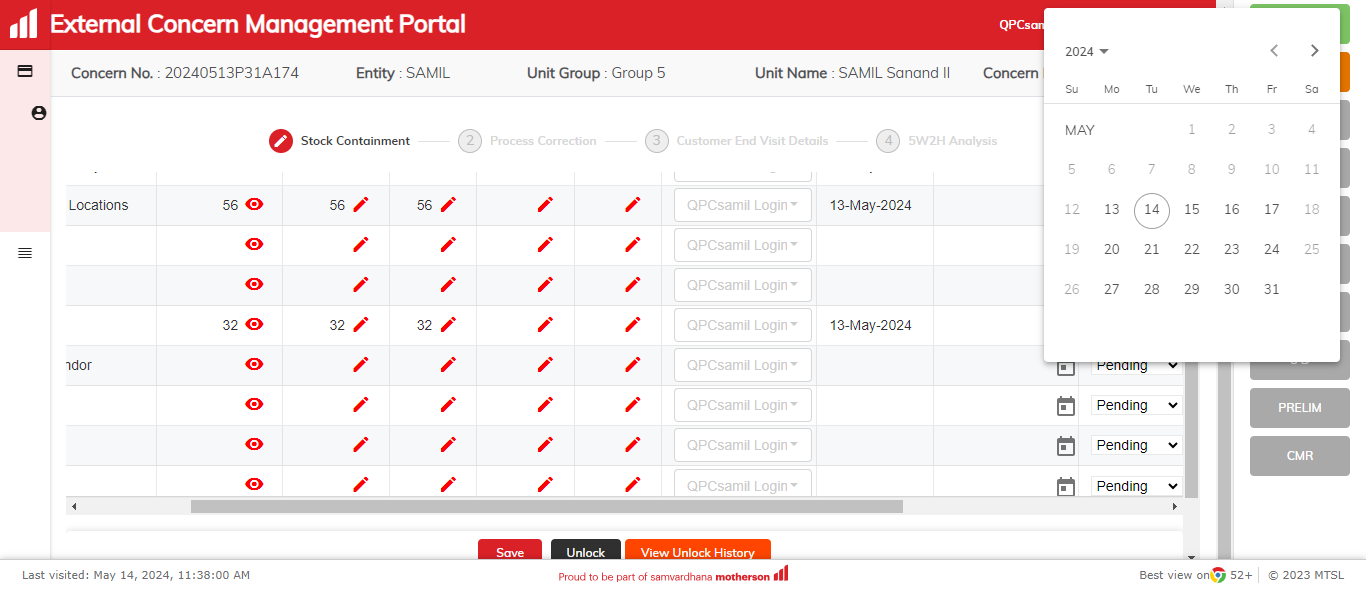 External Concern Management Portal
QPCsam
Concern No. : 20240513P31A174 Entity : SAMIL Unit Group : Group 5 Unit Name : SAMIL Sanand II Concern
Stock Containment 2 Process Correction 3 Customer End Visit Details 4 5W2H Analysis
Locations 56 56 56 QPCsamil Login 13-May-2024
QPCsamil Login
QPCsamil Login
32 32 32 QPCsamil Login 13-May-2024
ndor QPCsamil Login Pending
QPCsamil Login Pending
QPCsamil Login Pending
QPCsamil Login Pending
2024
Su Mo Tu We Th Fr Sa
MAY 1 2 3 4
5 6 7 8 9 10 11
12 13 14 15 16 17 18
19 20 21 22 23 24 25
26 27 28 29 30 31
PRELIM
CMR
Save Unlock View Unlock History
Last visited: May 14, 2024, 11:38:00 AM Proud to be part of samvardhana motherson Best view on 52+ © 2023 MTSL